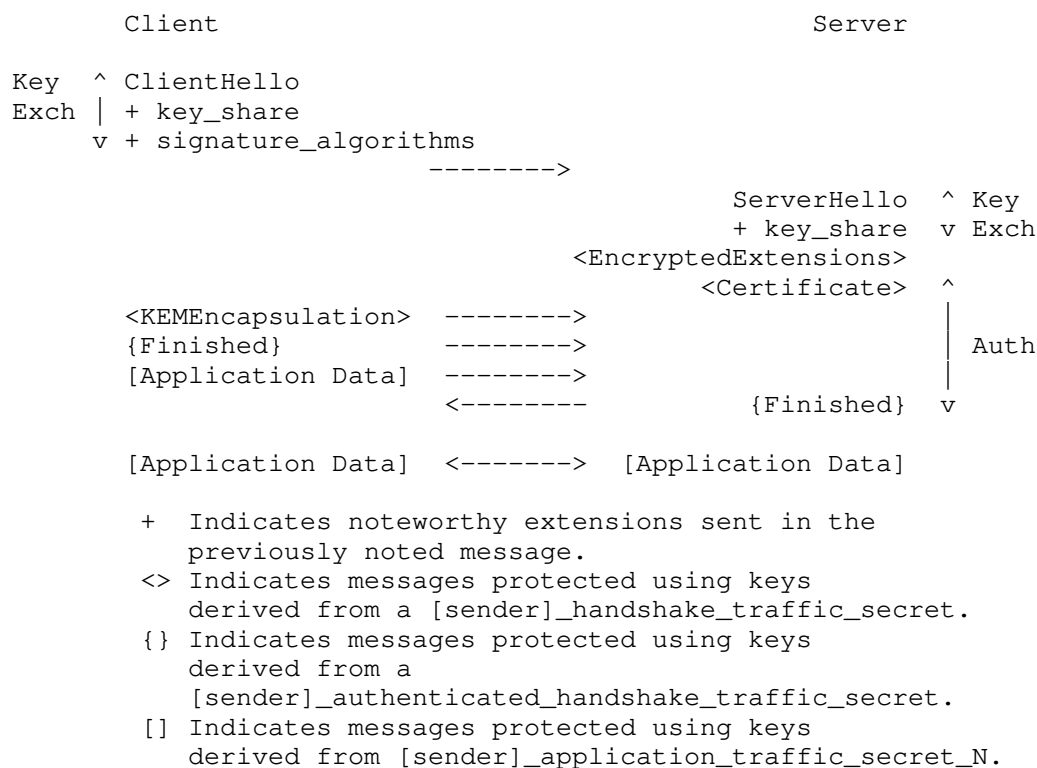 Client                                     Server

Key  ^ ClientHello
Exch | + key_share
     v + signature_algorithms
                          -------->
                                             ServerHello  ^ Key
                                             + key_share  v Exch
                                   <EncryptedExtensions>
                                           <Certificate>  ^
       <KEMEncapsulation>  -------->                      |
       {Finished}          -------->                      | Auth
       [Application Data]  -------->                      |
                           <--------          {Finished}  v

       [Application Data]  <------->  [Application Data]

        +  Indicates noteworthy extensions sent in the
           previously noted message.
        <> Indicates messages protected using keys
           derived from a [sender]_handshake_traffic_secret.
        {} Indicates messages protected using keys
           derived from a
           [sender]_authenticated_handshake_traffic_secret.
        [] Indicates messages protected using keys
           derived from [sender]_application_traffic_secret_N.